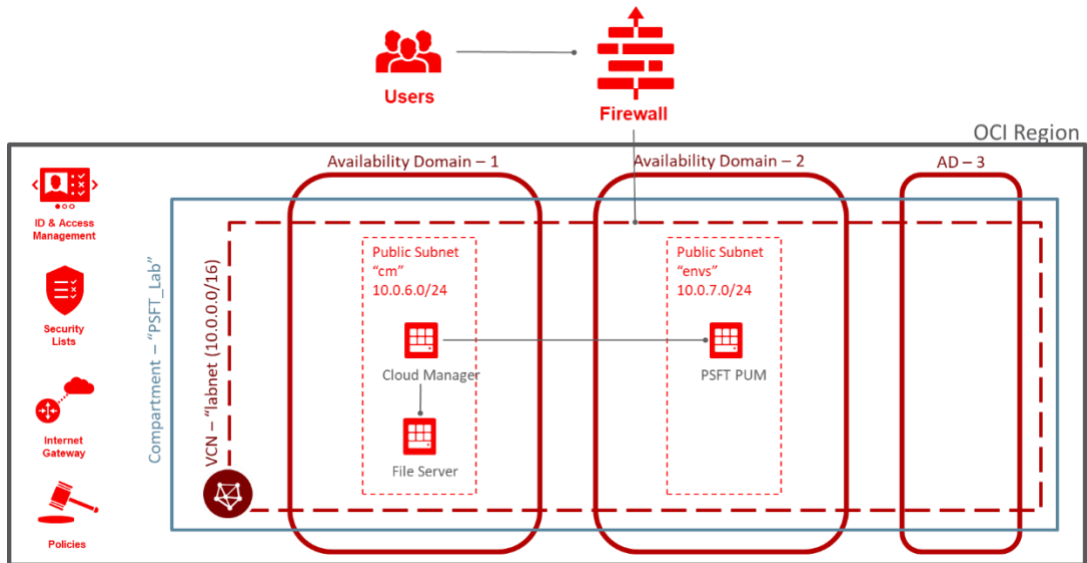 Users
Firewall
OCI Region
Availability Domain – 1
Availability Domain – 2
AD – 3
ID & Access
Management
Security
Lists
Internet
Gateway
Policies
Compartment – “PSFT_Lab”
VCN – “labnet (10.0.0.0/16)
Public Subnet
“cm”
10.0.6.0/24
Cloud Manager
File Server
Public Subnet
“envs”
10.0.7.0/24
PSFT PUM